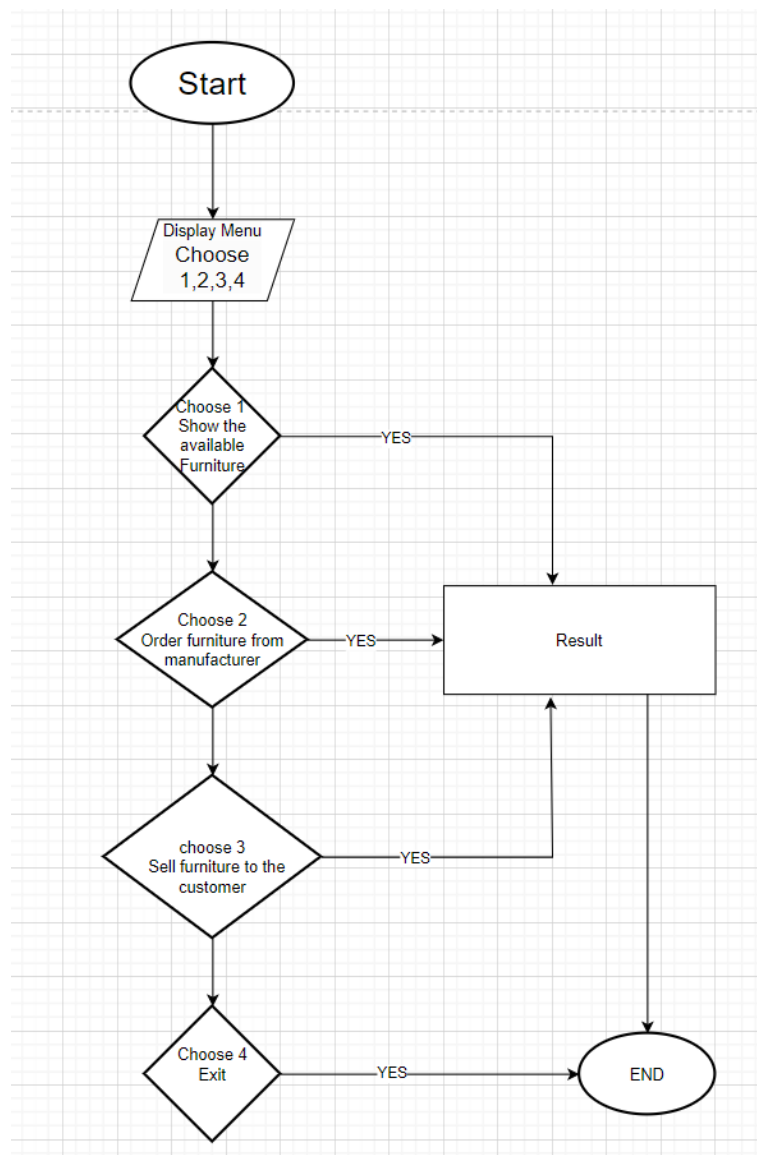 Start
Display Menu
Choose
1,2,3,4
Choose 1
Show the
available
Furniture
YES
Choose 2
Order furniture from
manufacturer
YES
Result
choose 3
Sell furniture to the
customer
YES
Choose 4
Exit
YES
END